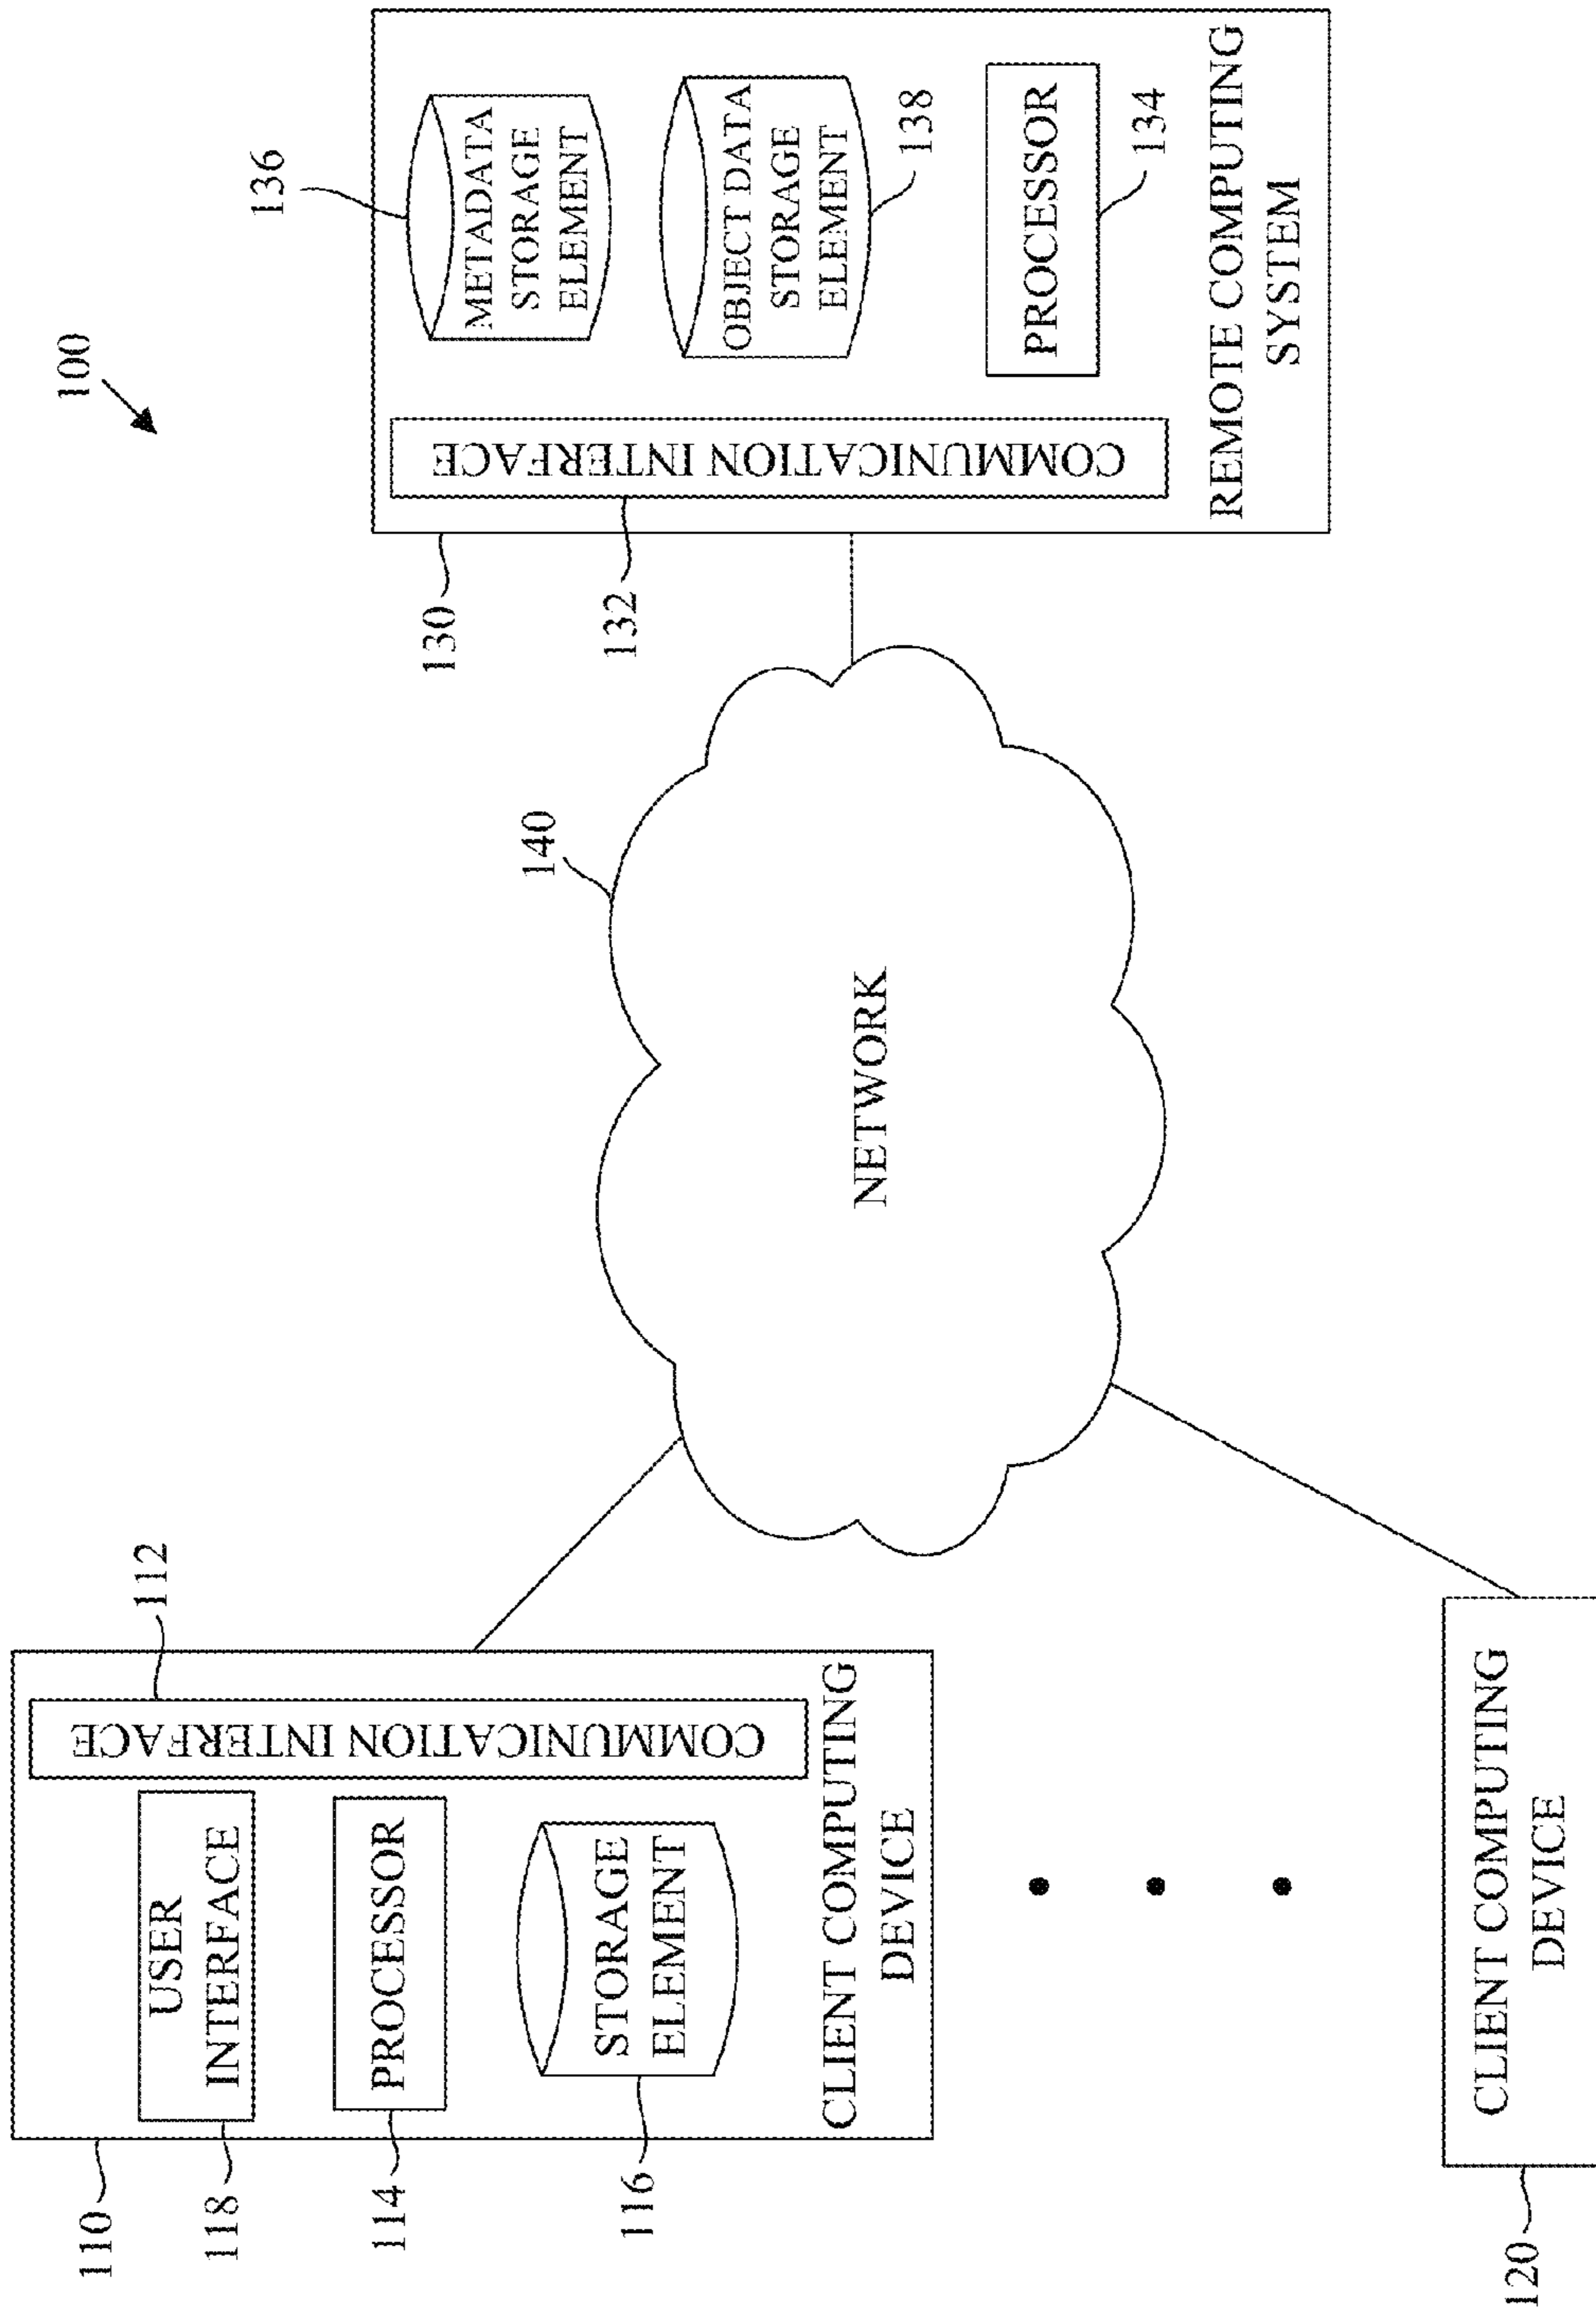 100
110
118
USER
INTERFACE
114
PROCESSOR
116
STORAGE
ELEMENT
COMMUNICATION INTERFACE
112
CLIENT COMPUTING
DEVICE
120
CLIENT COMPUTING
DEVICE
140
NETWORK
130
132
COMMUNICATION INTERFACE
136
METADATA
STORAGE
ELEMENT
OBJECT DATA
STORAGE
ELEMENT
138
PROCESSOR
134
REMOTE COMPUTING
SYSTEM